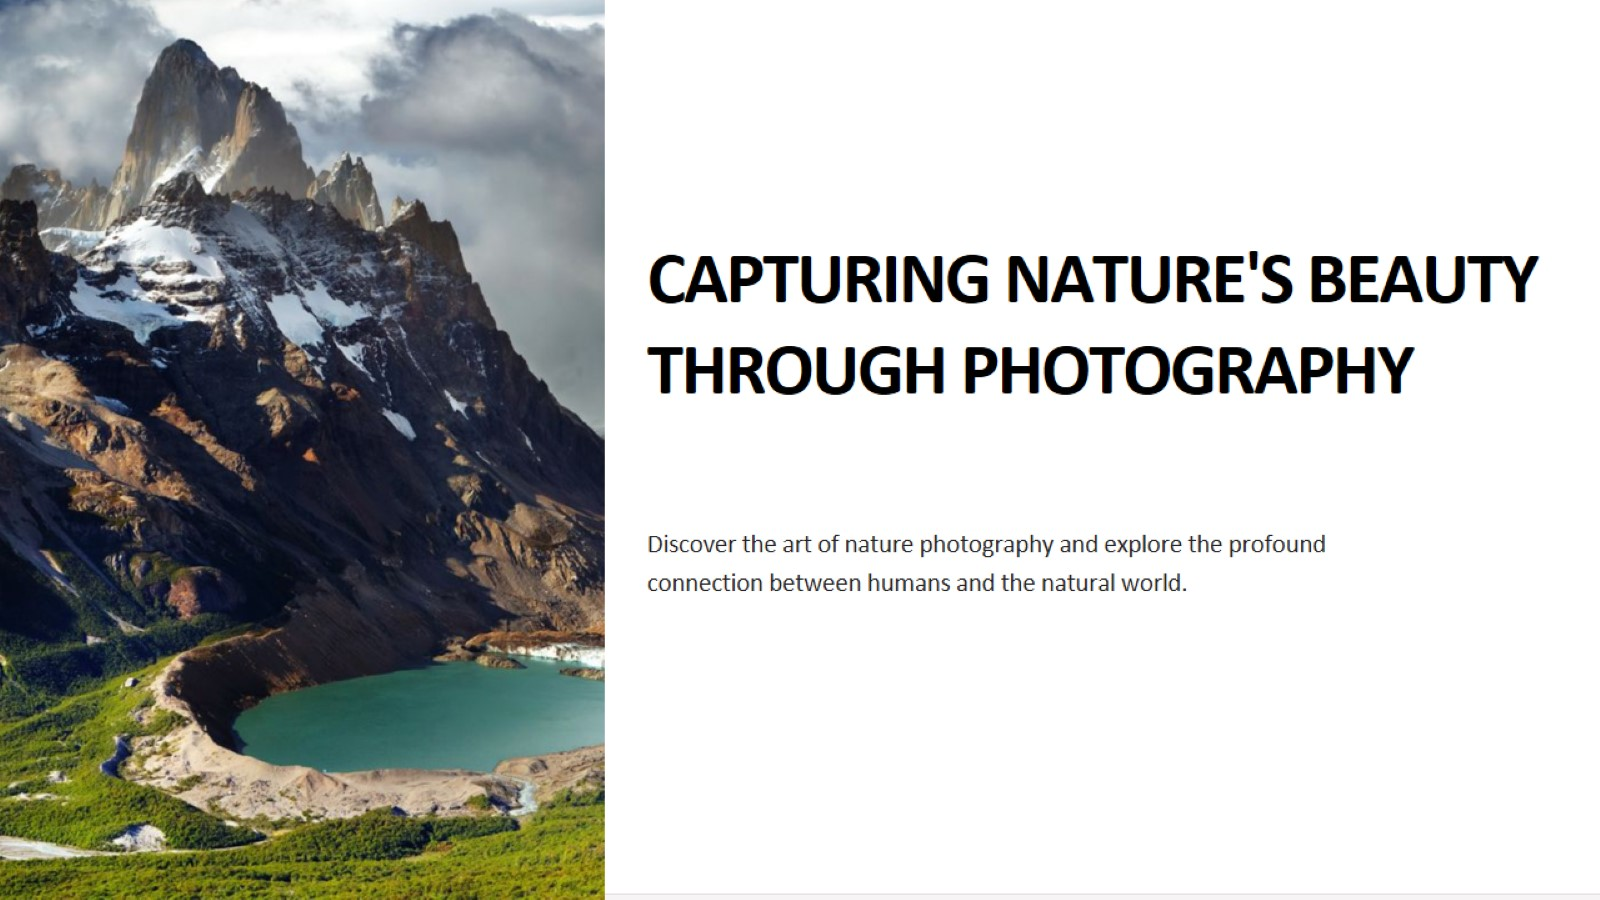 CAPTURING NATURE'S BEAUTY
THROUGH PHOTOGRAPHY
Discover the art of nature photography and explore the profound
connection between humans and the natural world.